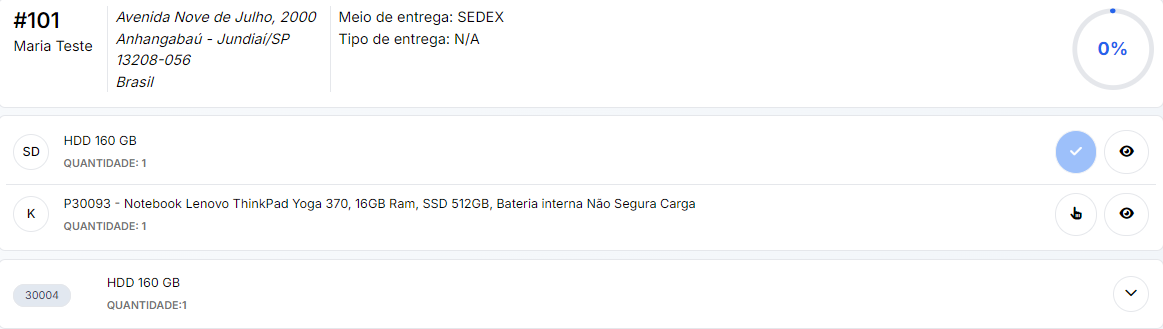 #101
Maria Teste
Avenida Nove de Julho, 2000
Anhangabaú - Jundiaí/SP
13208-056
Brasil
Meio de entrega: SEDEX
Tipo de entrega: N/A
0%
SD
HDD 160 GB
QUANTIDADE: 1
K
P30093 - Notebook Lenovo ThinkPad Yoga 370, 16GB Ram, SSD 512GB, Bateria interna Não Segura Carga
QUANTIDADE: 1
30004
HDD 160 GB
QUANTIDADE:1